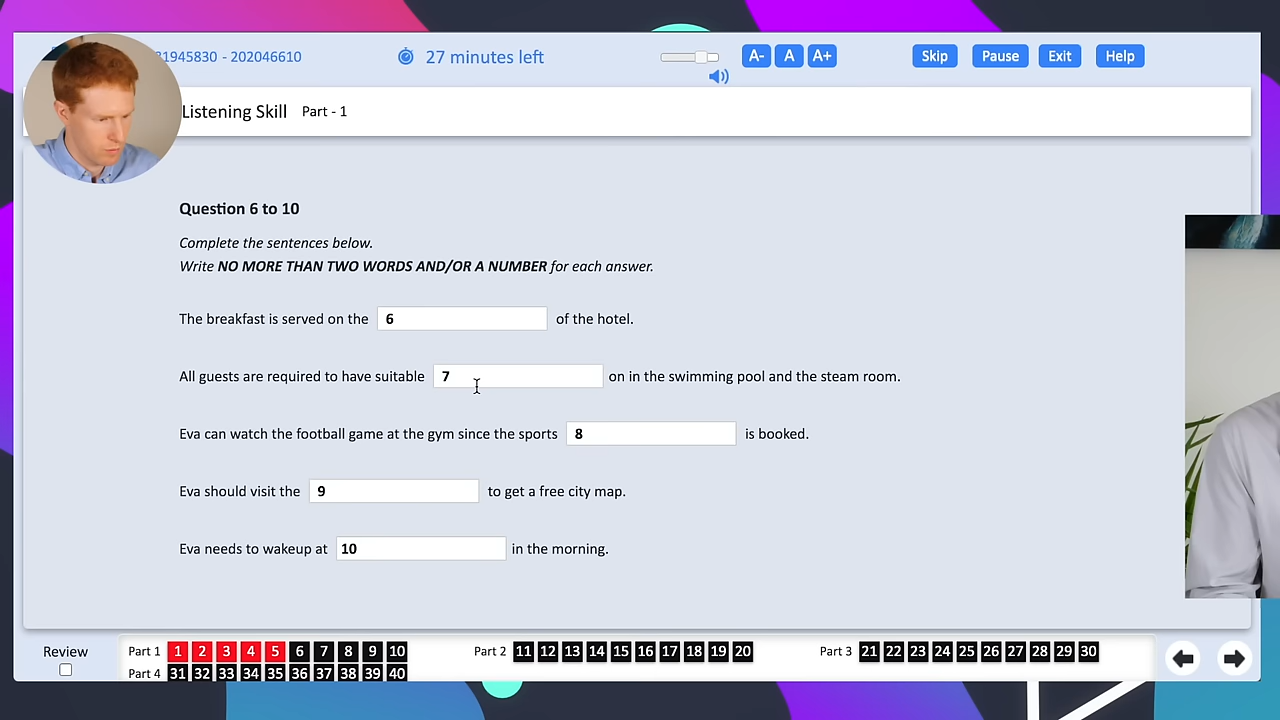 1945830 - 202046610
27 minutes left
A- A A+
Skip Pause Exit Help
Listening Skill Part - 1
Question 6 to 10
Complete the sentences below.
Write NO MORE THAN TWO WORDS AND/OR A NUMBER for each answer.
The breakfast is served on the 6 of the hotel.
All guests are required to have suitable 7 on in the swimming pool and the steam room.
Eva can watch the football game at the gym since the sports 8 is booked.
Eva should visit the 9 to get a free city map.
Eva needs to wakeup at 10 in the morning.
Review Part 1 1 2 3 4 5 6 7 8 9 10 Part 2 11 12 13 14 15 16 17 18 19 20 Part 3 21 22 23 24 25 26 27 28 29 30
Part 4 31 32 33 34 35 36 37 38 39 40